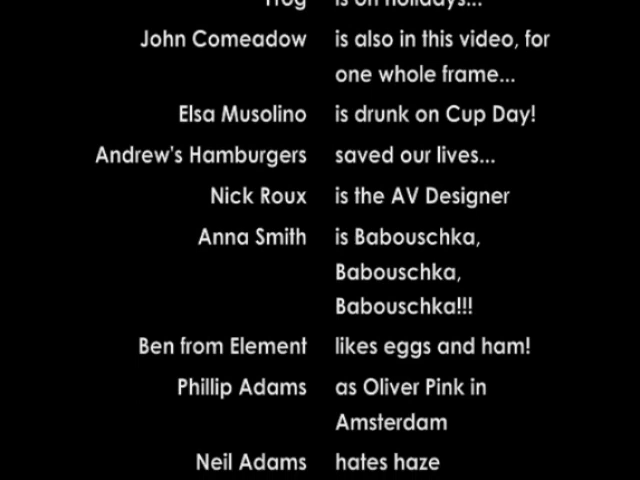 Frog is on holidays...
John Comeadow is also in this video, for
one whole frame...
Elsa Musolino is drunk on Cup Day!
Andrew's Hamburgers saved our lives...
Nick Roux is the AV Designer
Anna Smith is Babouschka,
Babouschka,
Babouschka!!!
Ben from Element likes eggs and ham!
Phillip Adams as Oliver Pink in
Amsterdam
Neil Adams hates haze